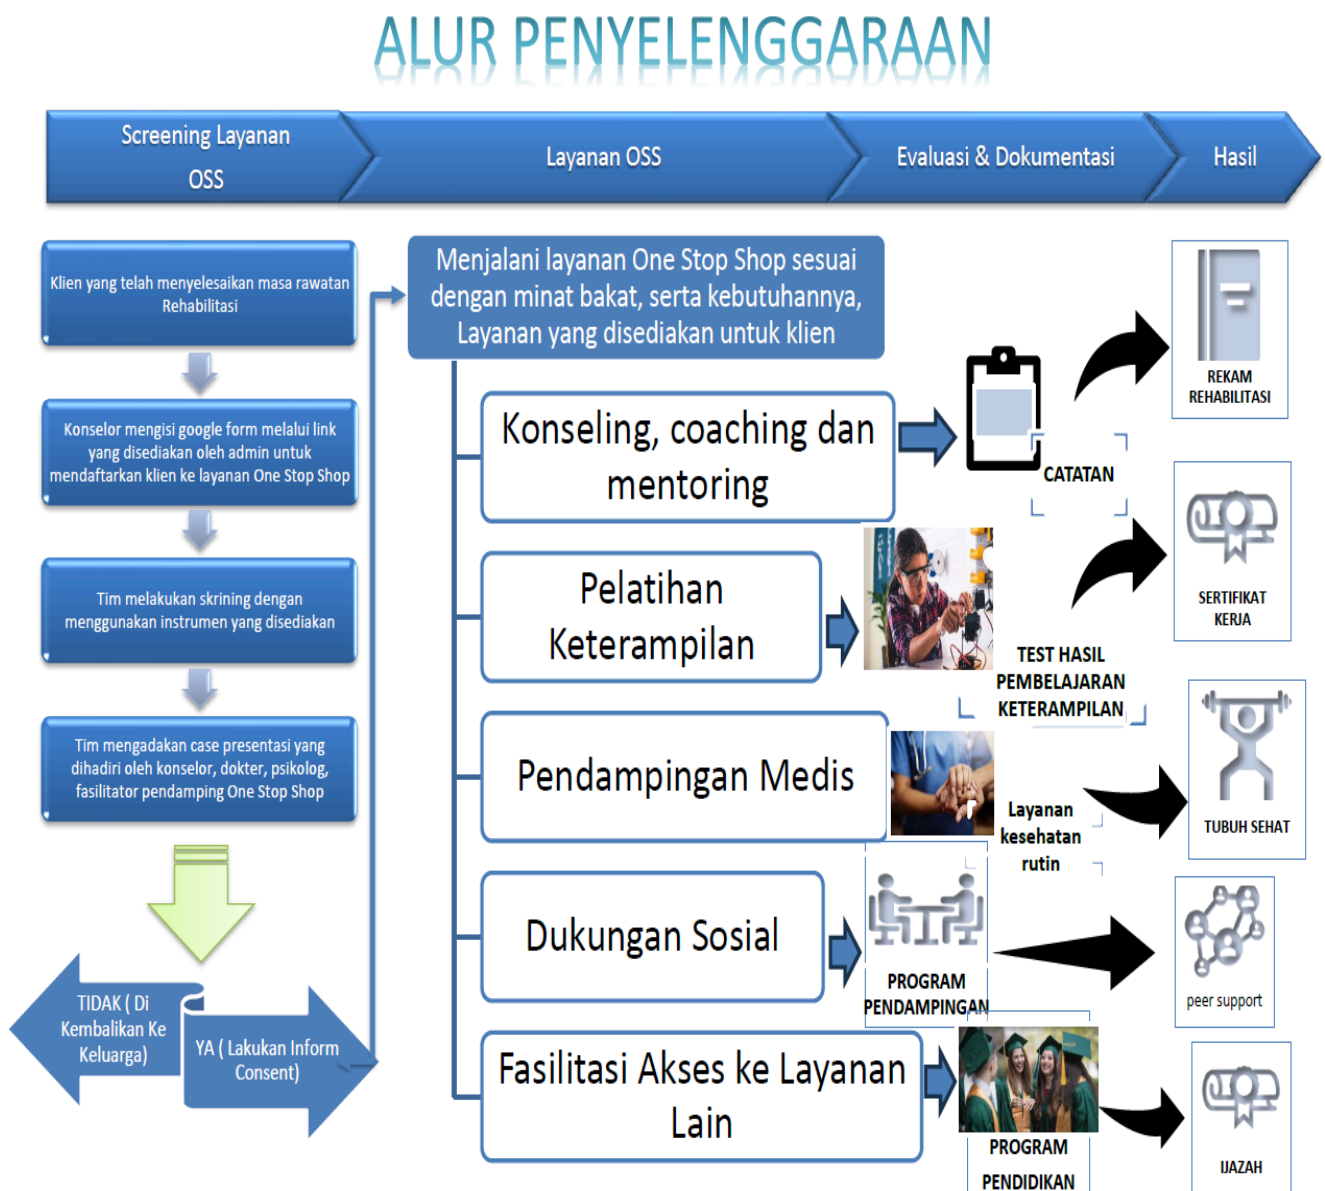 ALUR PENYELENGGARAAN
Screening Layanan
OSS
Layanan OSS
Evaluasi & Dokumentasi
Hasil
Klien yang telah menyelesaikan masa rawatan
Rehabilitasi
Konselor mengisi google form melalui link
yang disediakan oleh admin untuk
mendaftarkan klien ke layanan One Stop Shop
Tim melakukan skrining dengan
menggunakan instrumen yang disediakan
Tim mengadakan case presentasi yang
dihadiri oleh konselor, dokter, psikolog,
fasilitator pendamping One Stop Shop
TIDAK ( Di
Kembalikan Ke
Keluarga)
YA ( Lakukan Inform
Consent)
Menjalani layanan One Stop Shop sesuai
dengan minat bakat, serta kebutuhannya,
Layanan yang disediakan untuk klien
Konseling, coaching dan
mentoring
CATATAN
REKAM
REHABILITASI
Pelatihan
Keterampilan
TEST HASIL
PEMBELAJARAN
KETERAMPILAN
SERTIFIKAT
KERJA
Pendampingan Medis
Layanan
kesehatan
rutin
TUBUH SEHAT
Dukungan Sosial
PROGRAM
PENDAMPINGAN
peer support
Fasilitasi Akses ke Layanan
Lain
PROGRAM
PENDIDIKAN
IJAZAH